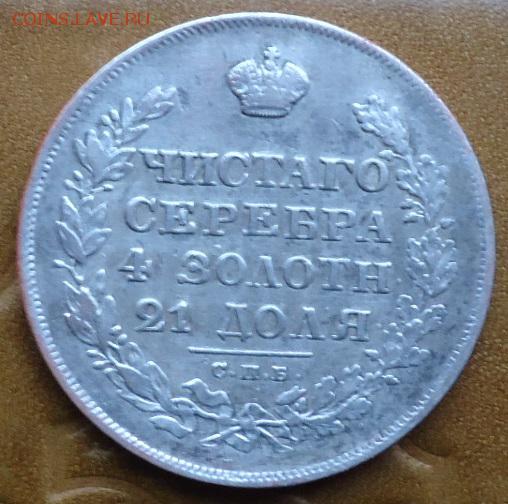 COINS.LAVE.RU
ЧИСТАГО
СЕРЕБРА
4 ЗОЛОТН
21 ДОЛЯ
С.П.Б.